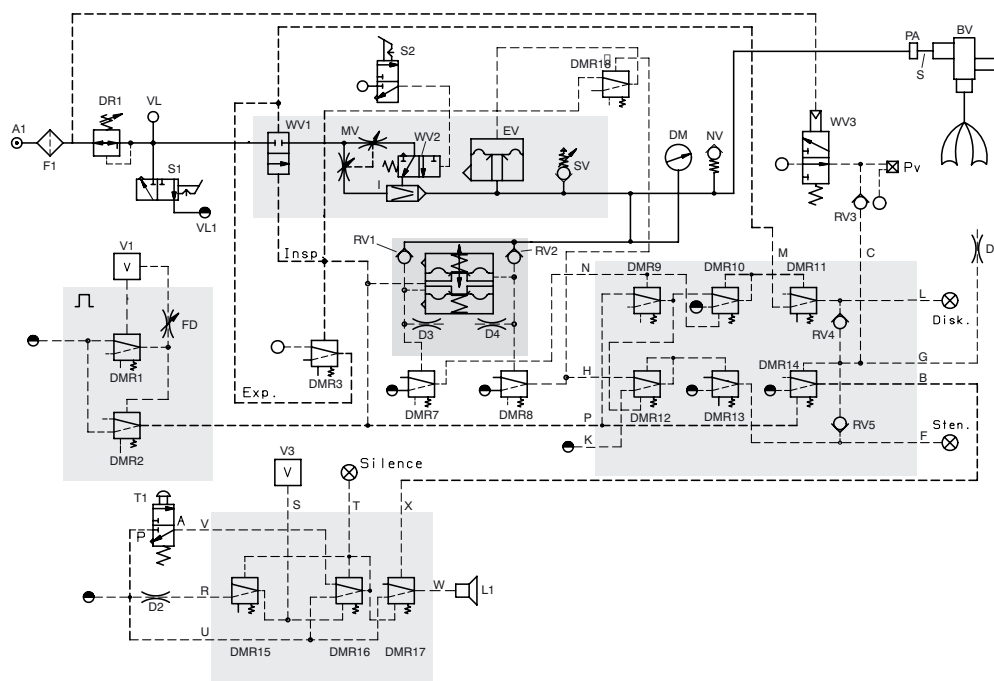 PA
BV
S
S2
DMR18
DR1
VL
A1
F1
WV1
MV
WV2
EV
SV
DM
NV
WV3
Pv
S1
VL1
RV3
V1
V
Insp.
RV1
RV2
N
M
C
D
DMR9
DMR10
DMR11
L
Disk.
FD
D3
D4
RV4
DMR1
DMR3
Exp.
DMR7
DMR8
H
DMR14
G
B
DMR12
DMR13
P
K
RV5
F
Sten.
DMR2
V3
V
Silence
T1
A
P
V
S
T
X
D2
R
W
L1
U
DMR15
DMR16
DMR17